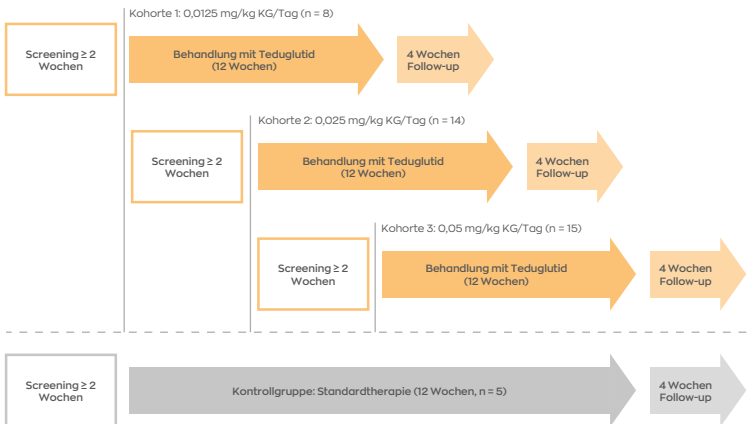 Kohorte 1: 0,0125 mg/kg KG/Tag (n = 8)
Screening ≥ 2
Wochen
Behandlung mit Teduglutid
(12 Wochen)
4 Wochen
Follow-up
Kohorte 2: 0,025 mg/kg KG/Tag (n = 14)
Screening ≥ 2
Wochen
Behandlung mit Teduglutid
(12 Wochen)
4 Wochen
Follow-up
Kohorte 3: 0,05 mg/kg KG/Tag (n = 15)
Screening ≥ 2
Wochen
Behandlung mit Teduglutid
(12 Wochen)
4 Wochen
Follow-up
Screening ≥ 2
Wochen
Kontrollgruppe: Standardtherapie (12 Wochen, n = 5)
4 Wochen
Follow-up